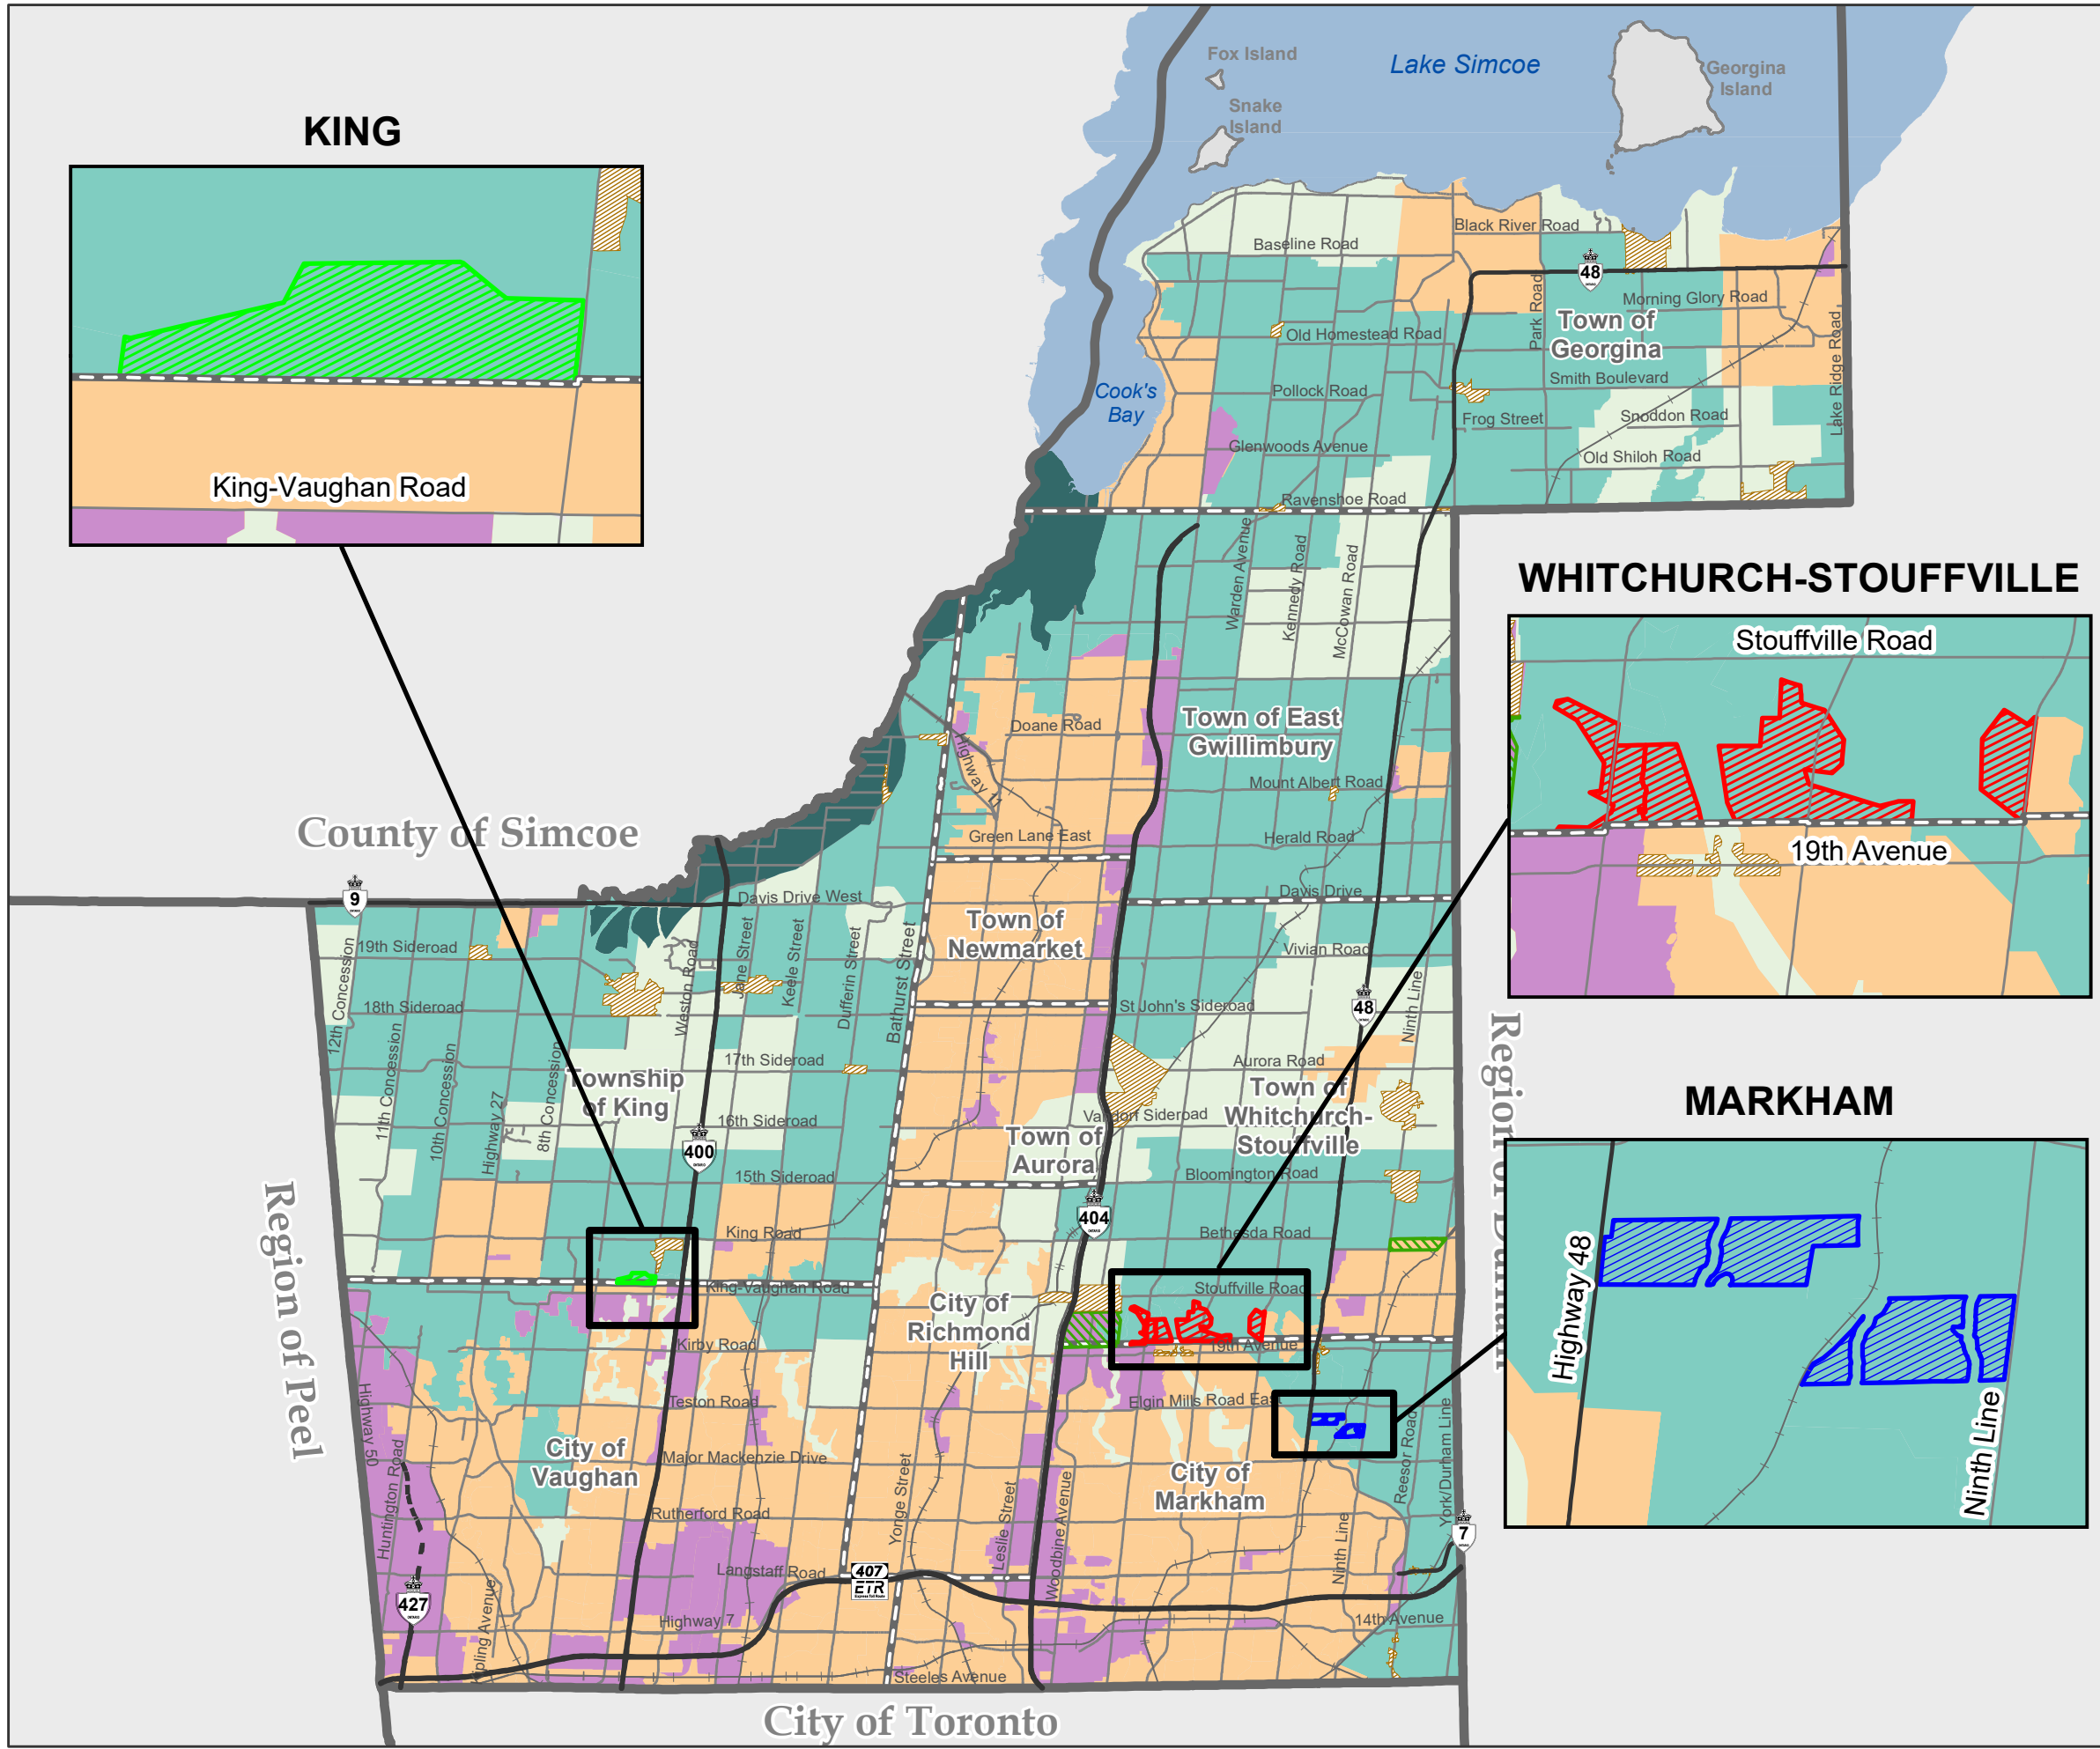 Fox Island
Lake Simcoe
Georgina
Island
Snake
Island
KING
King-Vaughan Road
Black River Road
Baseline Road
48
Morning Glory Road
Park Road
Town of
Georgina
Old Homestead Road
Lake Ridge Road
Smith Boulevard
Cook's
Bay
Pollock Road
Frog Street
Snoddon Road
Glenwoods Avenue
Old Shiloh Road
Ravenshoe Road
Warden Avenue
Kennedy Road
McCowan Road
WHITCHURCH-STOUFFVILLE
Stouffville Road
19th Avenue
Doane Road
Town of East
Gwillimbury
Highway 11
Mount Albert Road
County of Simcoe
Green Lane East
Herald Road
9
Davis Drive West
Davis Drive
Town of
Newmarket
19th Sideroad
12th Concession
Weston Road
Jane Street
Keele Street
Dufferin Street
Bathurst Street
Vivian Road
18th Sideroad
St John's Sideroad
48
Ninth Line
11th Concession
10th Concession
Highway 27
8th Concession
17th Sideroad
Aurora Road
Township
of King
Town of
Whitchurch-
Stouffville
16th Sideroad
Vandorf Sideroad
Town of
Aurora
400
15th Sideroad
Bloomington Road
Region of Durham
MARKHAM
Highway 48
Ninth Line
Region of Peel
404
King Road
Bethesda Road
King-Vaughan Road
Stouffville Road
City of
Richmond
Hill
Kirby Road
19th Avenue
Highway 50
Teston Road
Elgin Mills Road East
City of
Vaughan
Major Mackenzie Drive
City of
Markham
Huntington Road
Yonge Street
Leslie Street
Woodbine Avenue
Reesor Road
York/Durham Line
Rutherford Road
Ninth Line
7
Langstaff Road
407
ETR
427
Highway 7
14th Avenue
Steeles Avenue
City of Toronto